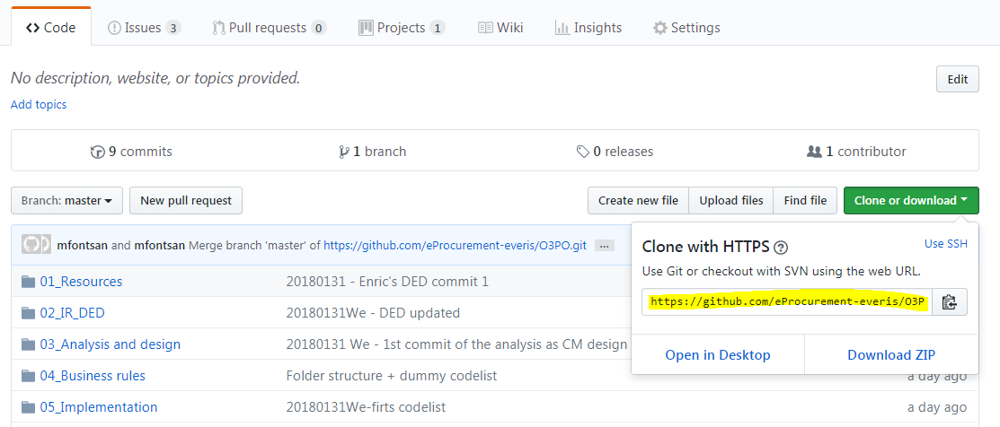 Code Issues 3 Pull requests 0 Projects 1 Wiki Insights Settings
No description, website, or topics provided.
Edit
Add topics
9 commits 1 branch 0 releases 1 contributor
Branch: master New pull request Create new file Upload files Find file Clone or download
mfontsan and mfontsan Merge branch 'master' of https://github.com/eProcurement-everis/O3PO.git ...
Clone with HTTPS ? Use SSH
Use Git or checkout with SVN using the web URL.
https://github.com/eProcurement-everis/O3P
Open in Desktop Download ZIP
01_Resources 20180131 - Enric's DED commit 1
02_IR_DED 20180131We - DED updated
03_Analysis and design 20180131 We - 1st commit of the analysis as CM design
04_Business rules Folder structure + dummy codelist a day ago
05_Implementation 20180131We-firts codelist a day ago